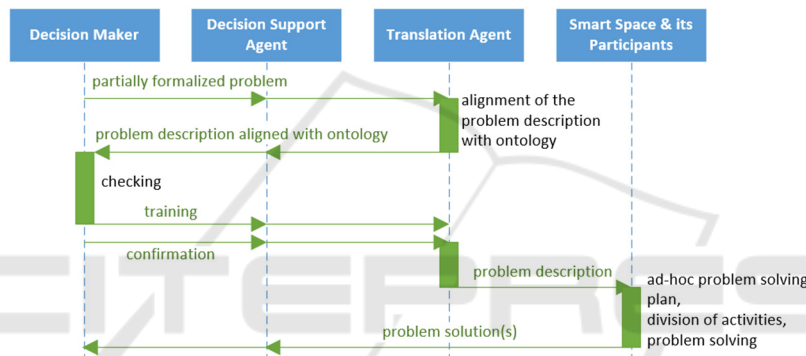 Decision Maker
Decision Support
Agent
Translation Agent
Smart Space & its
Participants
partially formalized problem
alignment of the
problem description
with ontology
problem description aligned with ontology
checking
training
confirmation
problem description
ad-hoc problem solving
plan,
division of activities,
problem solving
problem solution(s)
CITEPRES